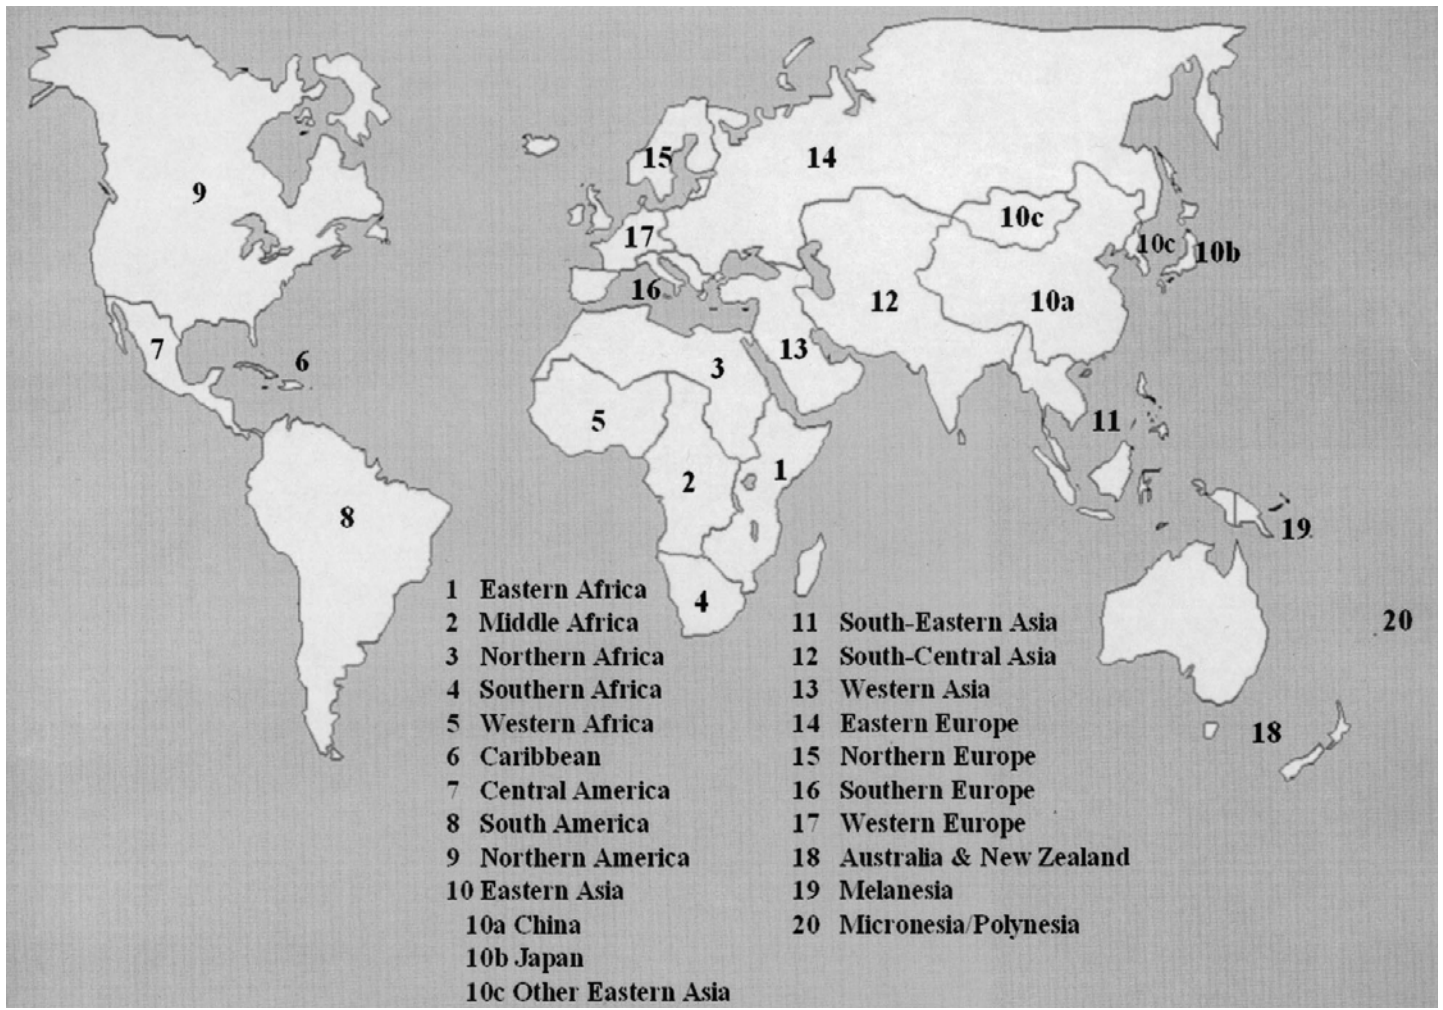 9
15
14
17
10c
10c
10b
16
12
10a
7
6
13
3
5
11
1
2
8
19
4
20
18
1 Eastern Africa
2 Middle Africa
3 Northern Africa
4 Southern Africa
5 Western Africa
6 Caribbean
7 Central America
8 South America
9 Northern America
10 Eastern Asia
10a China
10b Japan
10c Other Eastern Asia
11 South-Eastern Asia
12 South-Central Asia
13 Western Asia
14 Eastern Europe
15 Northern Europe
16 Southern Europe
17 Western Europe
18 Australia & New Zealand
19 Melanesia
20 Micronesia/Polynesia